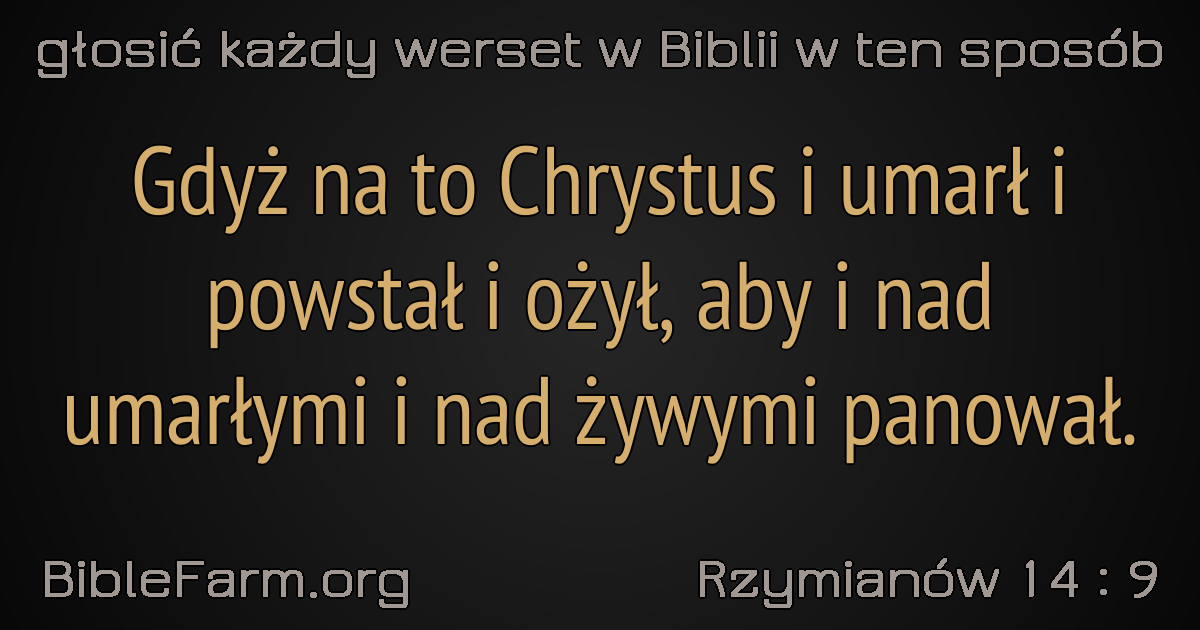 głosić każdy werset w Biblii w ten sposób
Gdyż na to Chrystus i umarł i
powstał i ożył, aby i nad
umarłymi i nad żywymi panował.
BibleFarm.org
Rzymianów 14 : 9